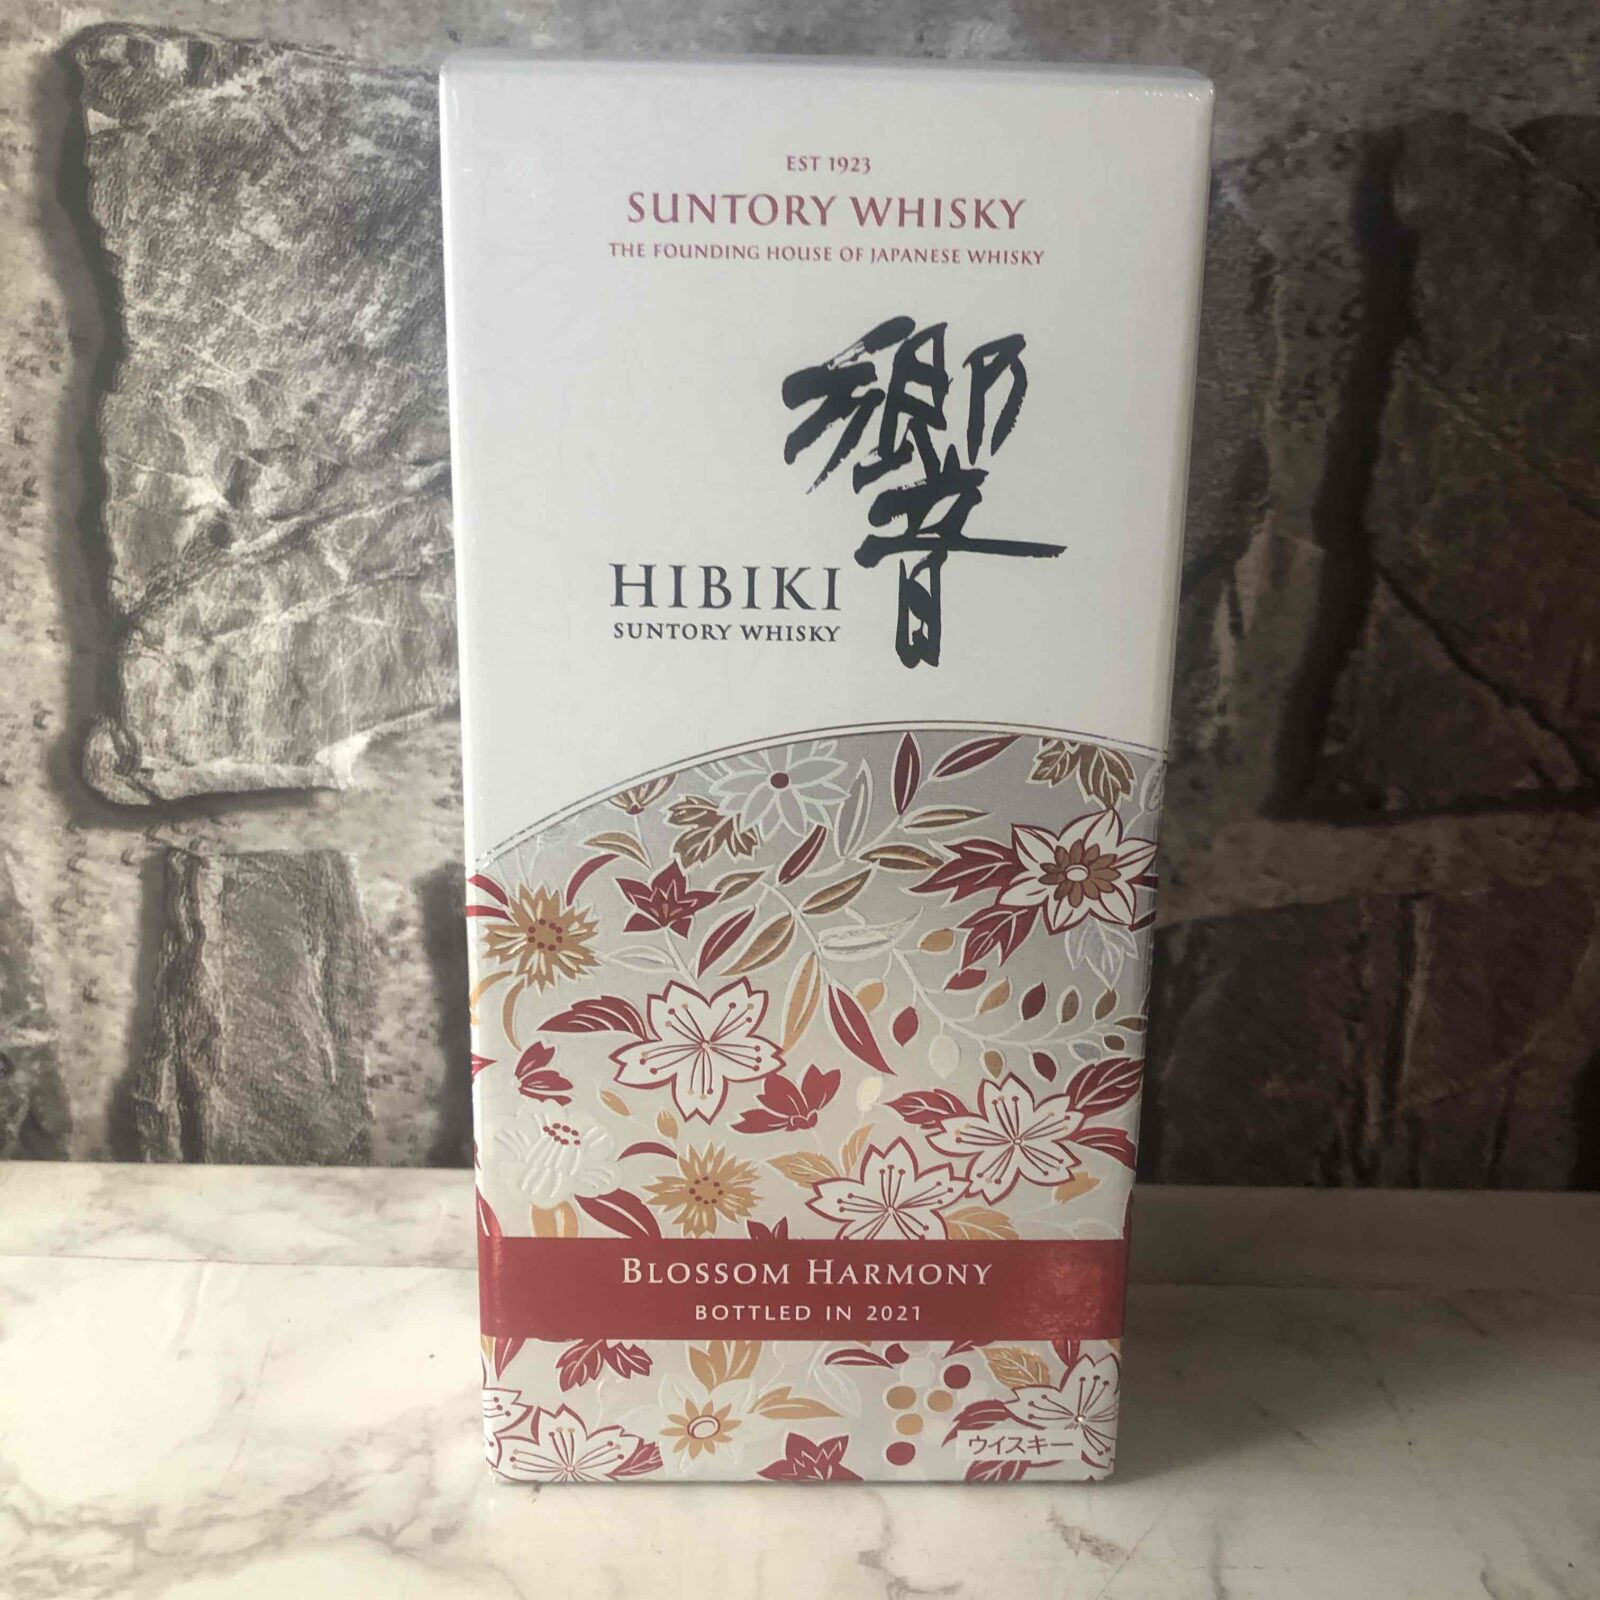 EST 1923
SUNTORY WHISKY
THE FOUNDING HOUSE OF JAPANESE WHISKY
響
HIBIKI
SUNTORY WHISKY
BLOSSOM HARMONY
BOTTLED IN 2021
ウイスキー